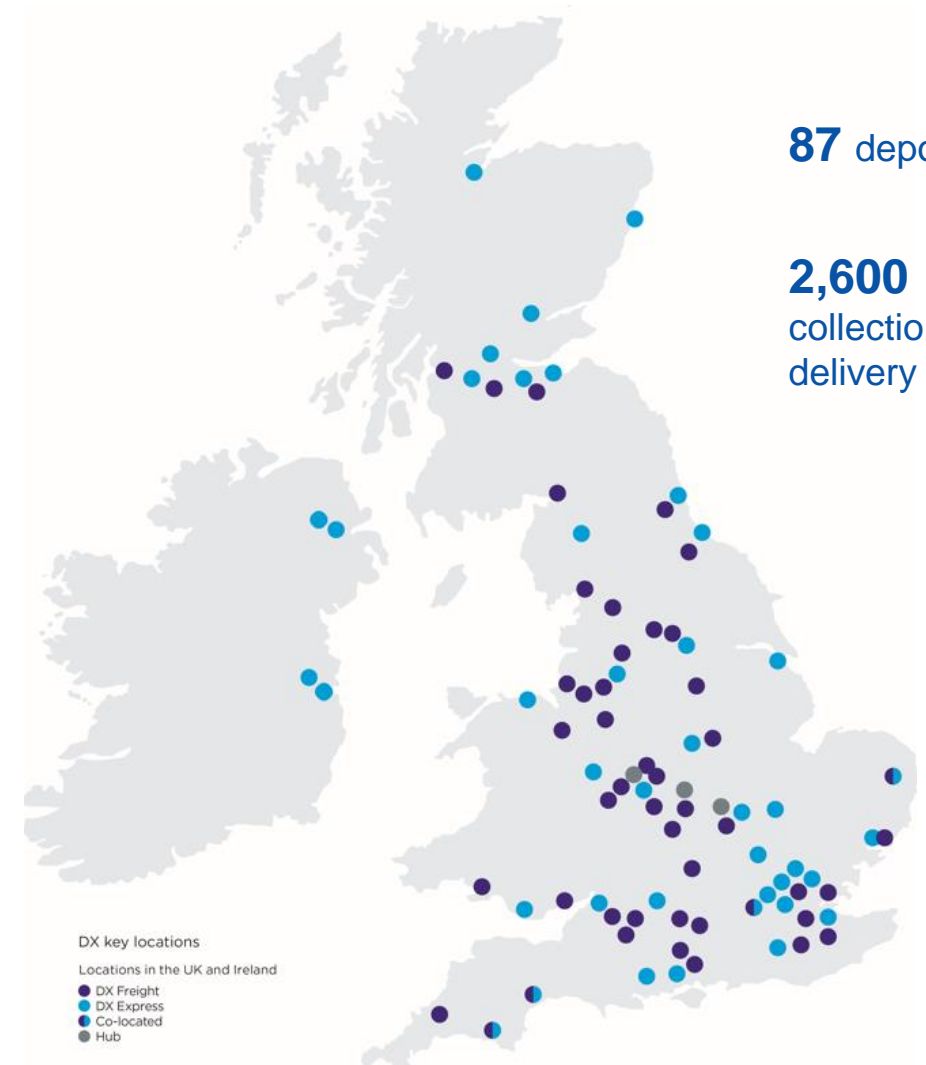 87 depo
2,600
collectio
delivery
DX key locations
Locations in the UK and Ireland
DX Freight
DX Express
Co-located
Hub